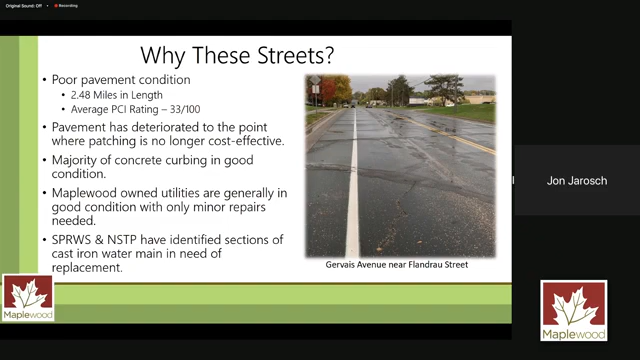 Original Sound: Off
Recording
Why These Streets?
• Poor pavement condition
• 2.48 Miles in Length
• Average PCI Rating – 33/100
• Pavement has deteriorated to the point
where patching is no longer cost-effective.
• Majority of concrete curbing in good
condition.
• Maplewood owned utilities are generally in
good condition with only minor repairs
needed.
• SPRWS & NSTP have identified sections of
cast iron water main in need of
replacement.
Gervais Avenue near Flandrau Street
Jon Jarosch
Maplewood
Maplewood